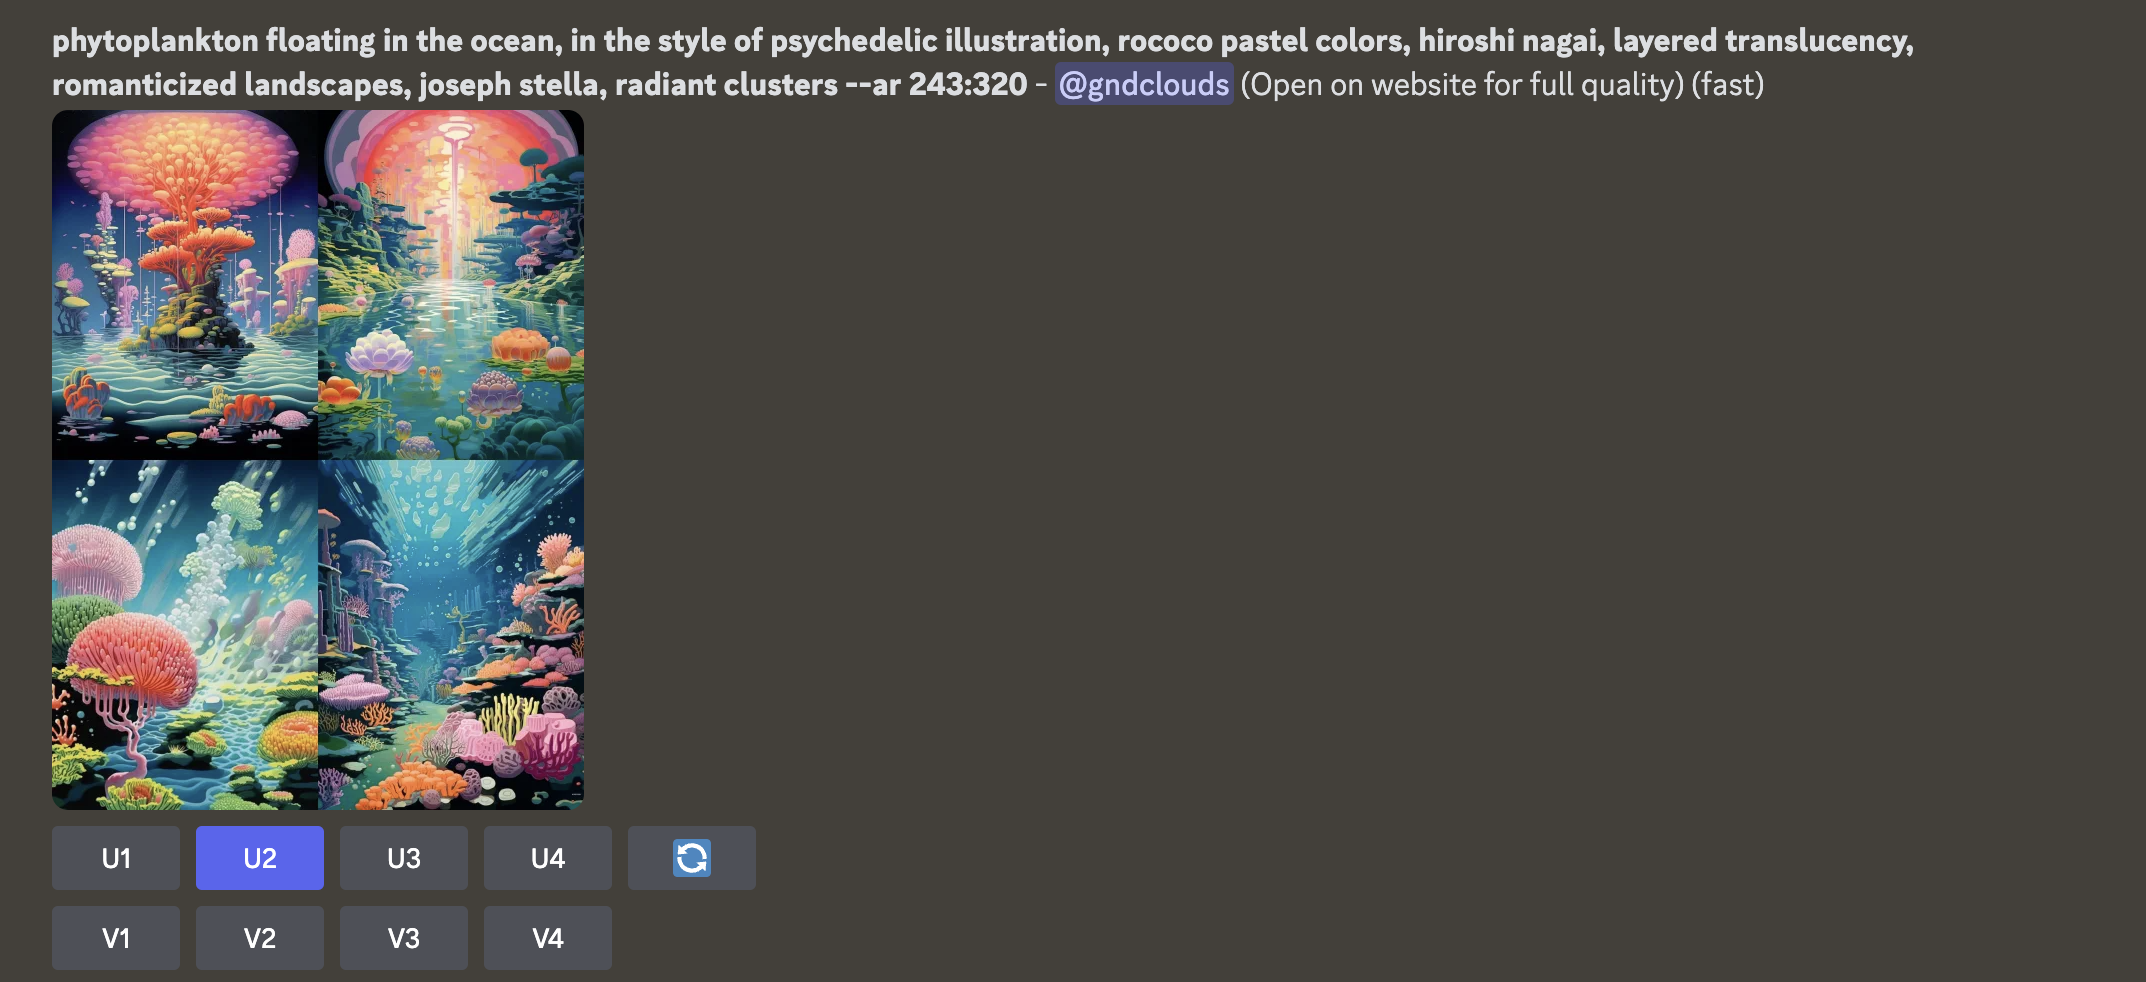 phytoplankton floating in the ocean, in the style of psychedelic illustration, rococo pastel colors, hiroshi nagai, layered translucency,
romanticized landscapes, joseph stella, radiant clusters --ar 243:320 - @gndclouds (Open on website for full quality) (fast)
U1 U2 U3 U4
V1 V2 V3 V4